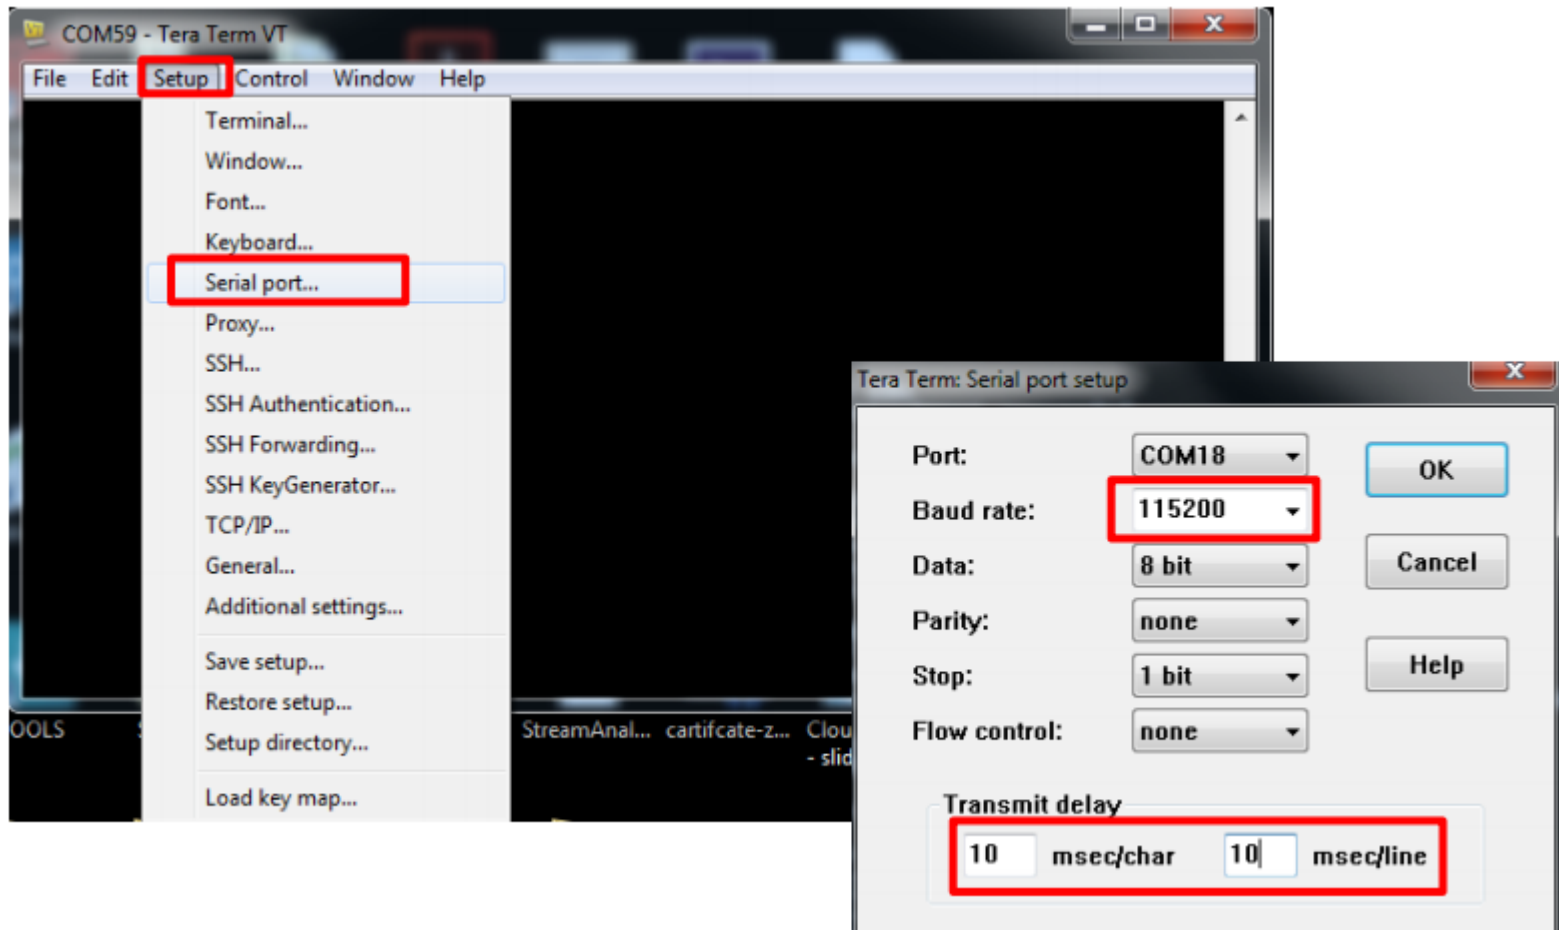 COM59 - Tera Term VT
File Edit Setup Control Window Help
Terminal...
Window...
Font...
Keyboard...
Serial port...
Proxy...
SSH...
SSH Authentication...
SSH Forwarding...
SSH KeyGenerator...
TCP/IP...
General...
Additional settings...
Save setup...
Restore setup...
Setup directory...
Load key map...
OOLS
StreamAnal... cartifcate-z... Clou
- slid
Tera Term: Serial port setup
Port: COM18 OK
Baud rate: 115200
Data: 8 bit Cancel
Parity: none
Stop: 1 bit Help
Flow control: none
Transmit delay
10 msec/char 10 msec/line